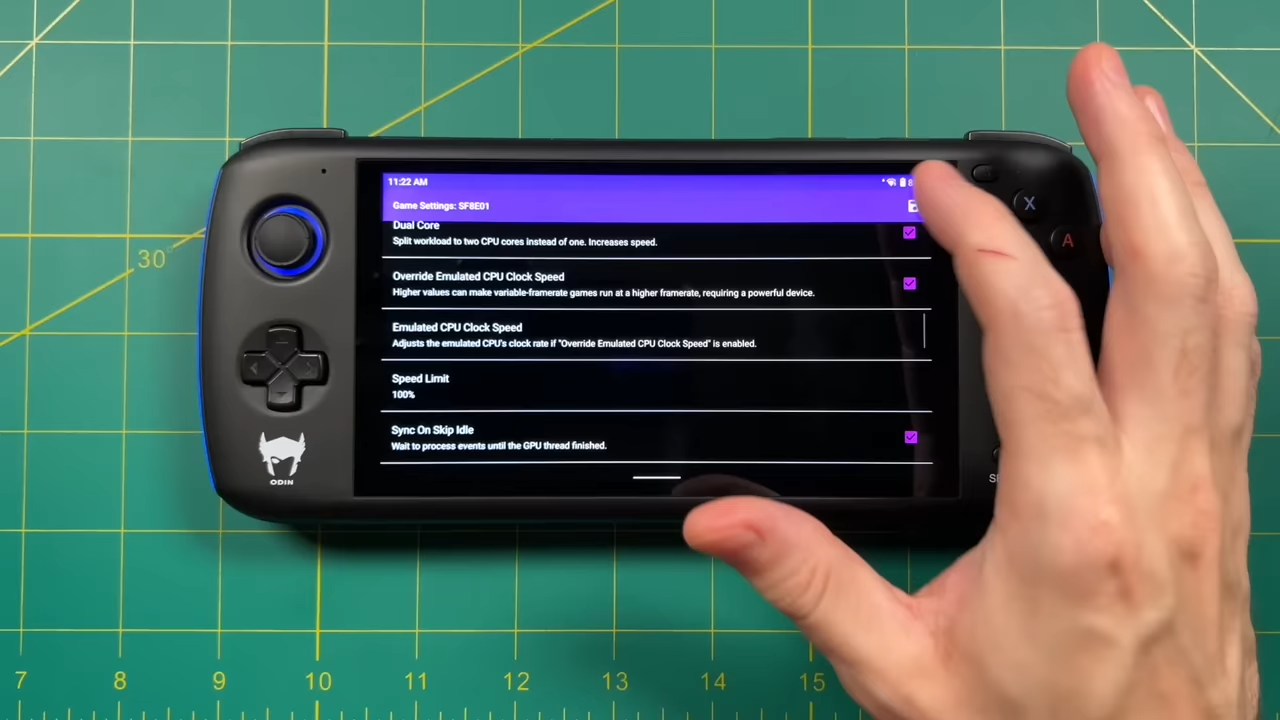 11:22 AM
Game Settings: SF8E01
Dual Core
Split workload to two CPU cores instead of one. Increases speed.
Override Emulated CPU Clock Speed
Higher values can make variable-framerate games run at a higher framerate, requiring a powerful device.
Emulated CPU Clock Speed
Adjusts the emulated CPU's clock rate if "Override Emulated CPU Clock Speed" is enabled.
Speed Limit
100%
Sync On Skip Idle
Wait to process events until the GPU thread finished.
X
A
ODIN
30°
7 8 9 10 11 12 13 14 15